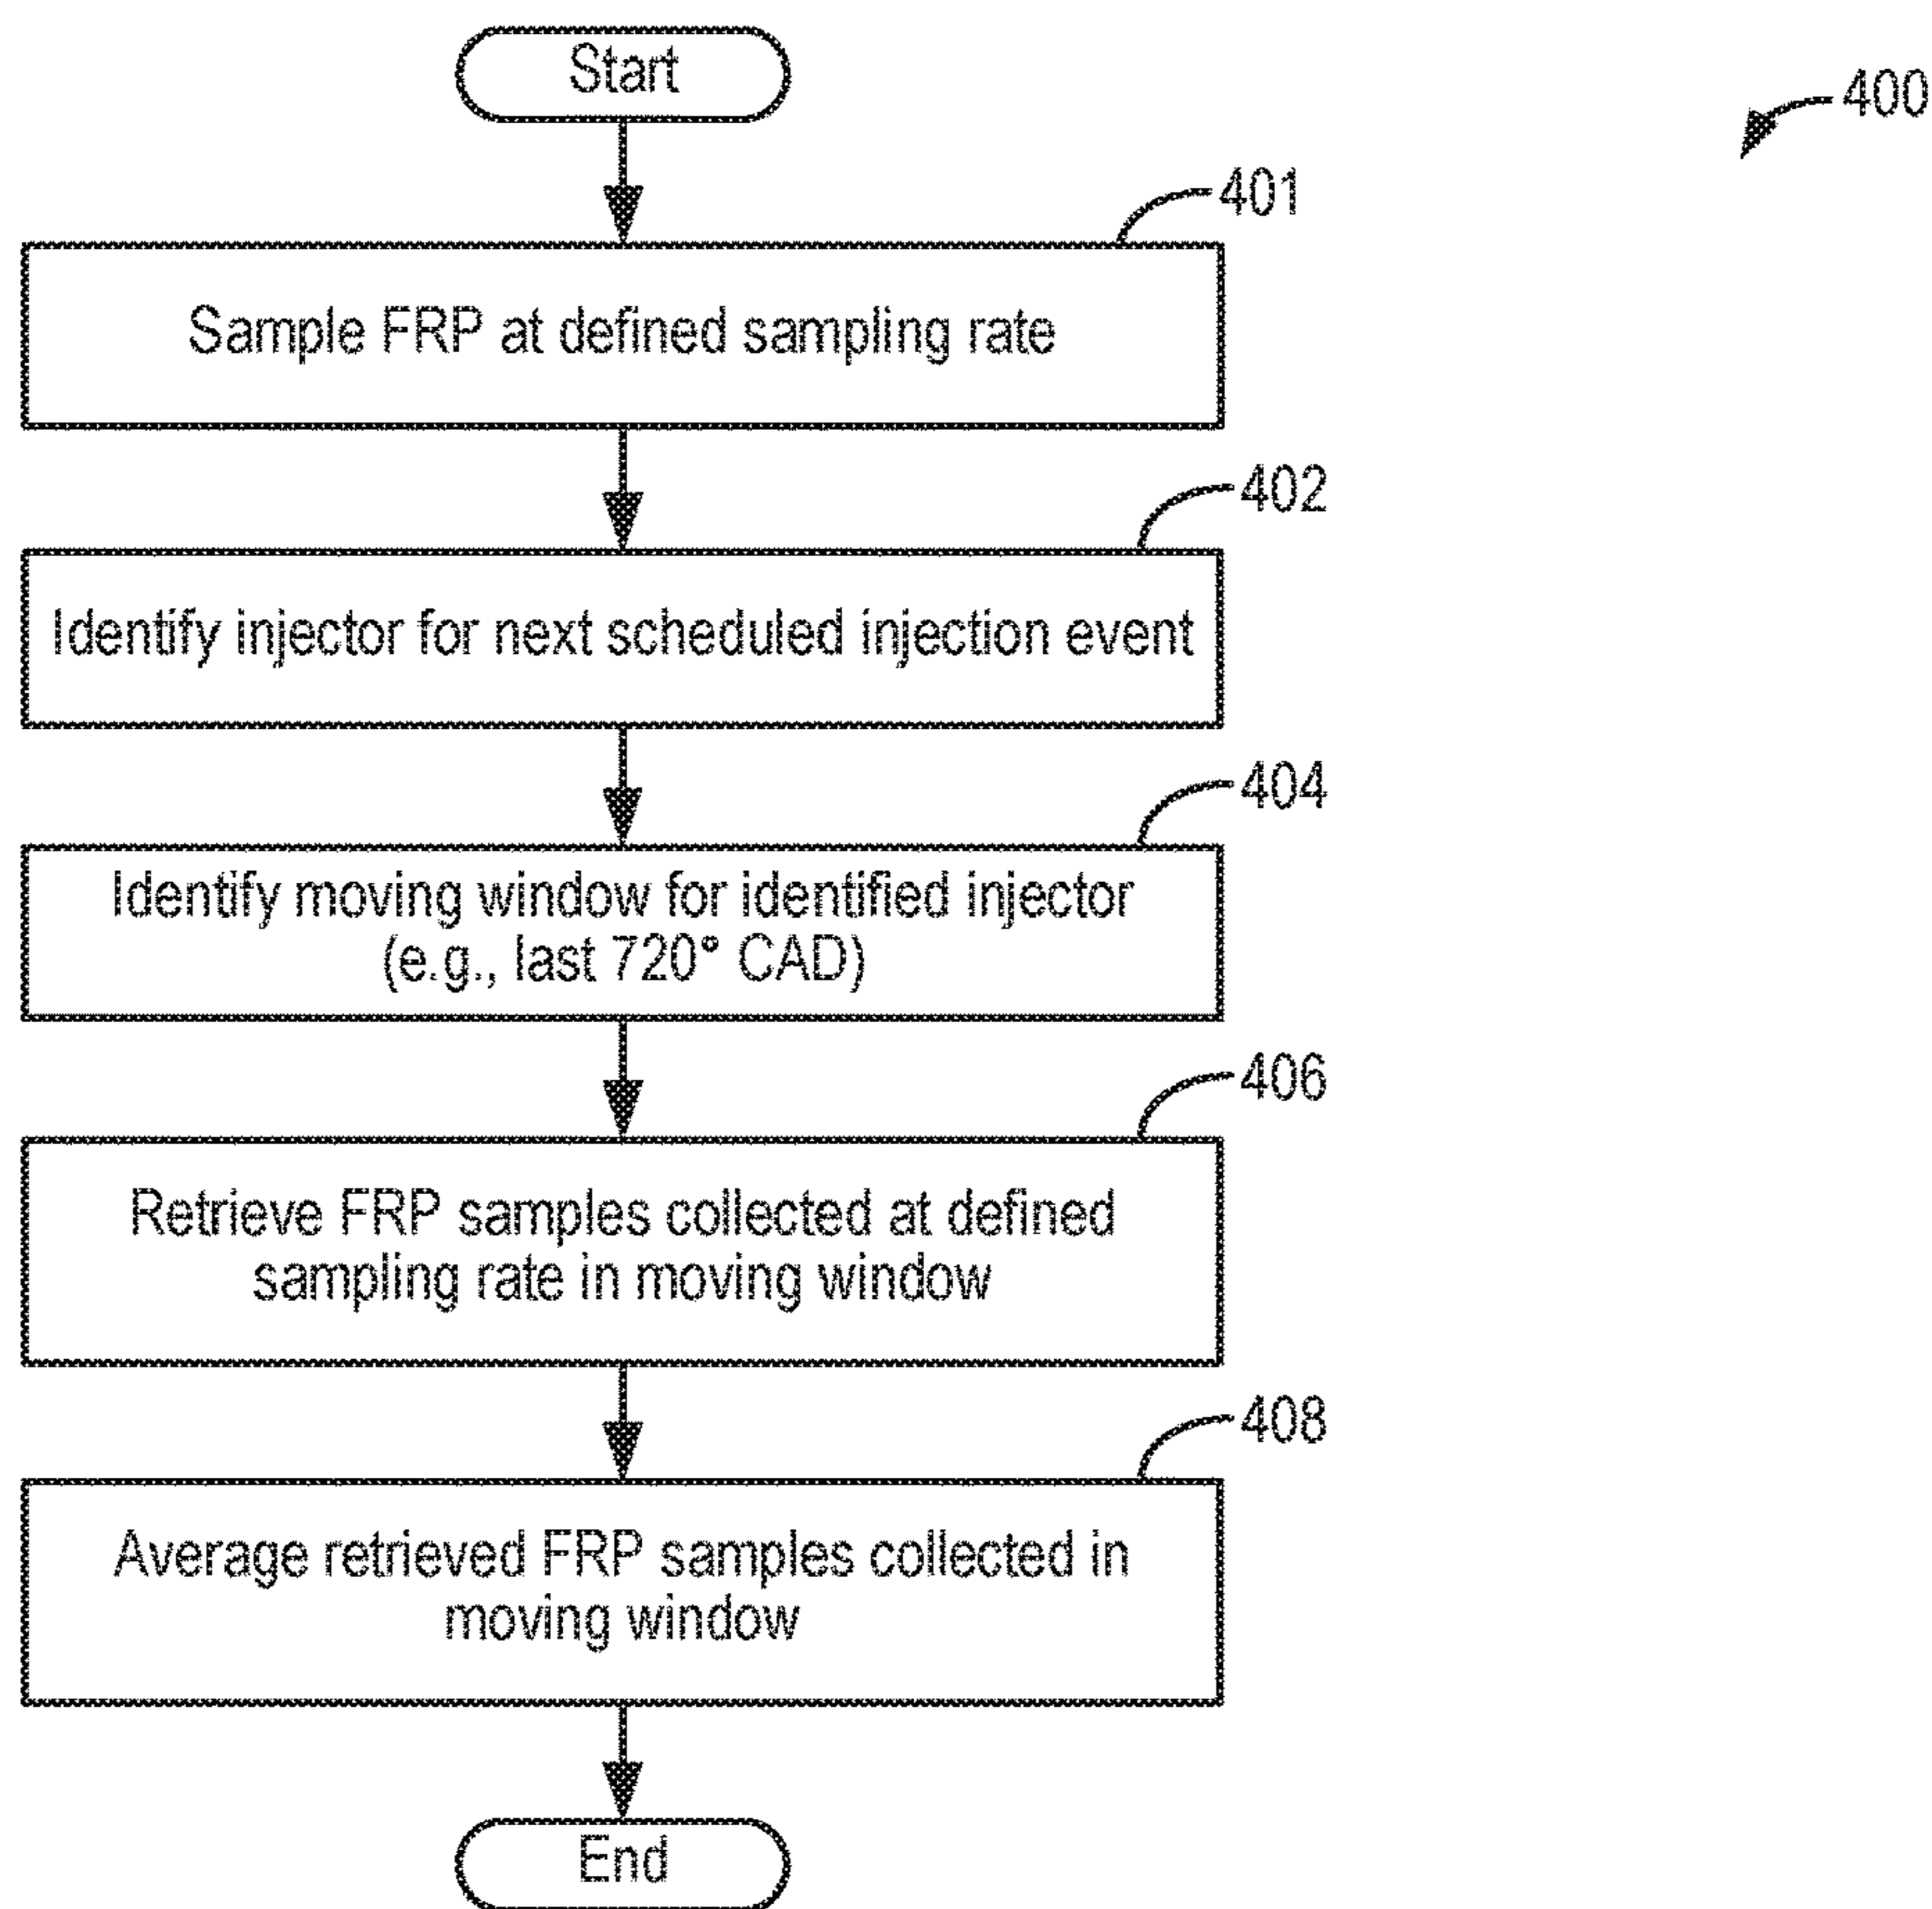 Start
400
401
Sample FRP at defined sampling rate
402
Identify injector for next scheduled injection event
404
Identify moving window for identified injector
(e.g., last 720° CAD)
406
Retrieve FRP samples collected at defined
sampling rate in moving window
408
Average retrieved FRP samples collected in
moving window
End